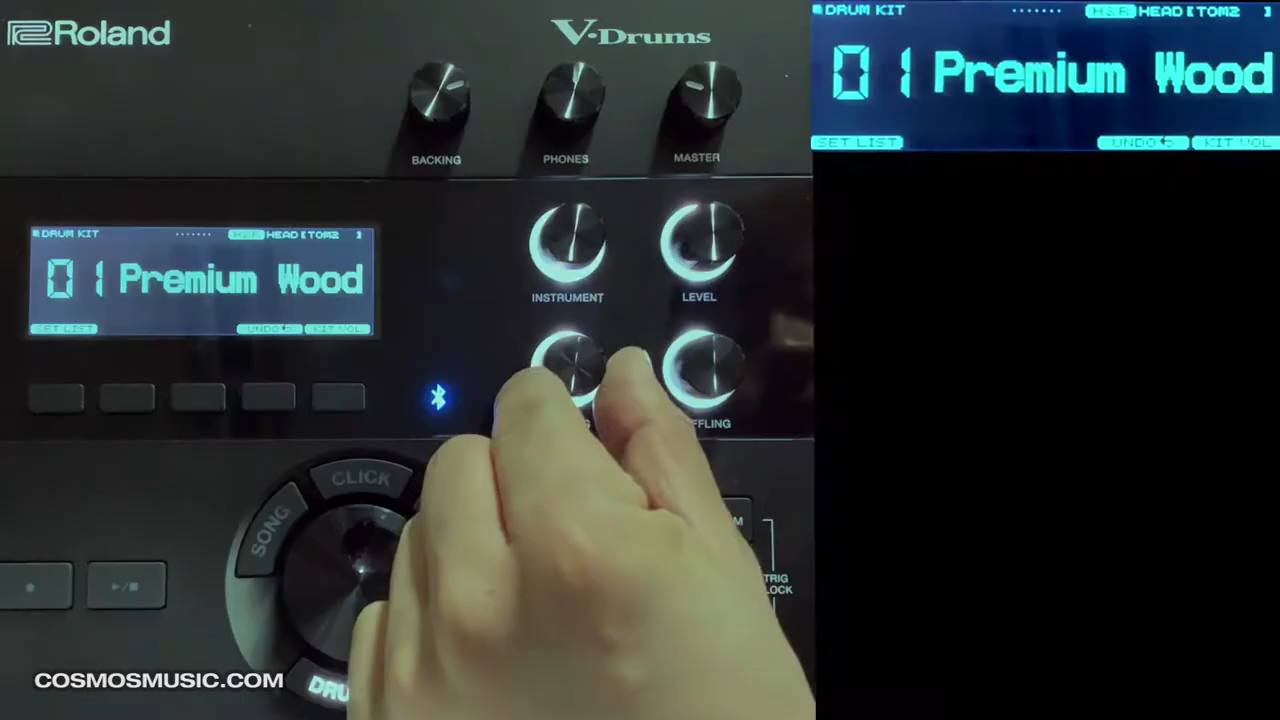 Roland
V-Drums
BACKING
PHONES
MASTER
DRUM KIT H&R HEAD [TOM2 ]
01 Premium Wood
SET LIST UNDO KIT VOL
INSTRUMENT
LEVEL
CLICK
SONG
TRIG
COSMOSMUSIC.COM
DRUM KIT H&R HEAD [TOM2 ]
01 Premium Wood
SET LIST UNDO KIT VOL